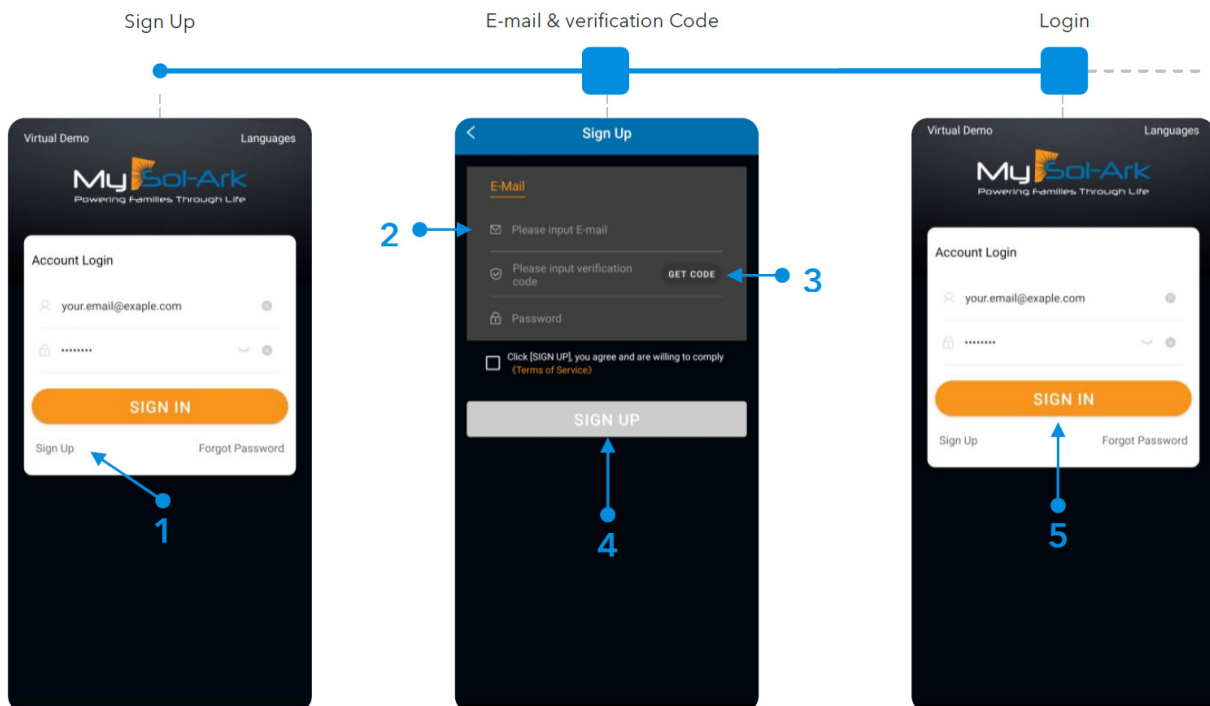 Sign Up
E-mail & verification Code
Login
Virtual Demo
Languages
My Sol-Ark
Powering Families Through Life
Account Login
your.email@exaple.com
••••••••
SIGN IN
Sign Up
Forgot Password
1
Sign Up
E-Mail
2
Please input E-mail
Please input verification
code
GET CODE
3
Password
Click [SIGN UP], you agree and are willing to comply
《Terms of Service》
SIGN UP
4
Virtual Demo
Languages
My Sol-Ark
Powering Families Through Life
Account Login
your.email@exaple.com
••••••••
SIGN IN
Sign Up
Forgot Password
5